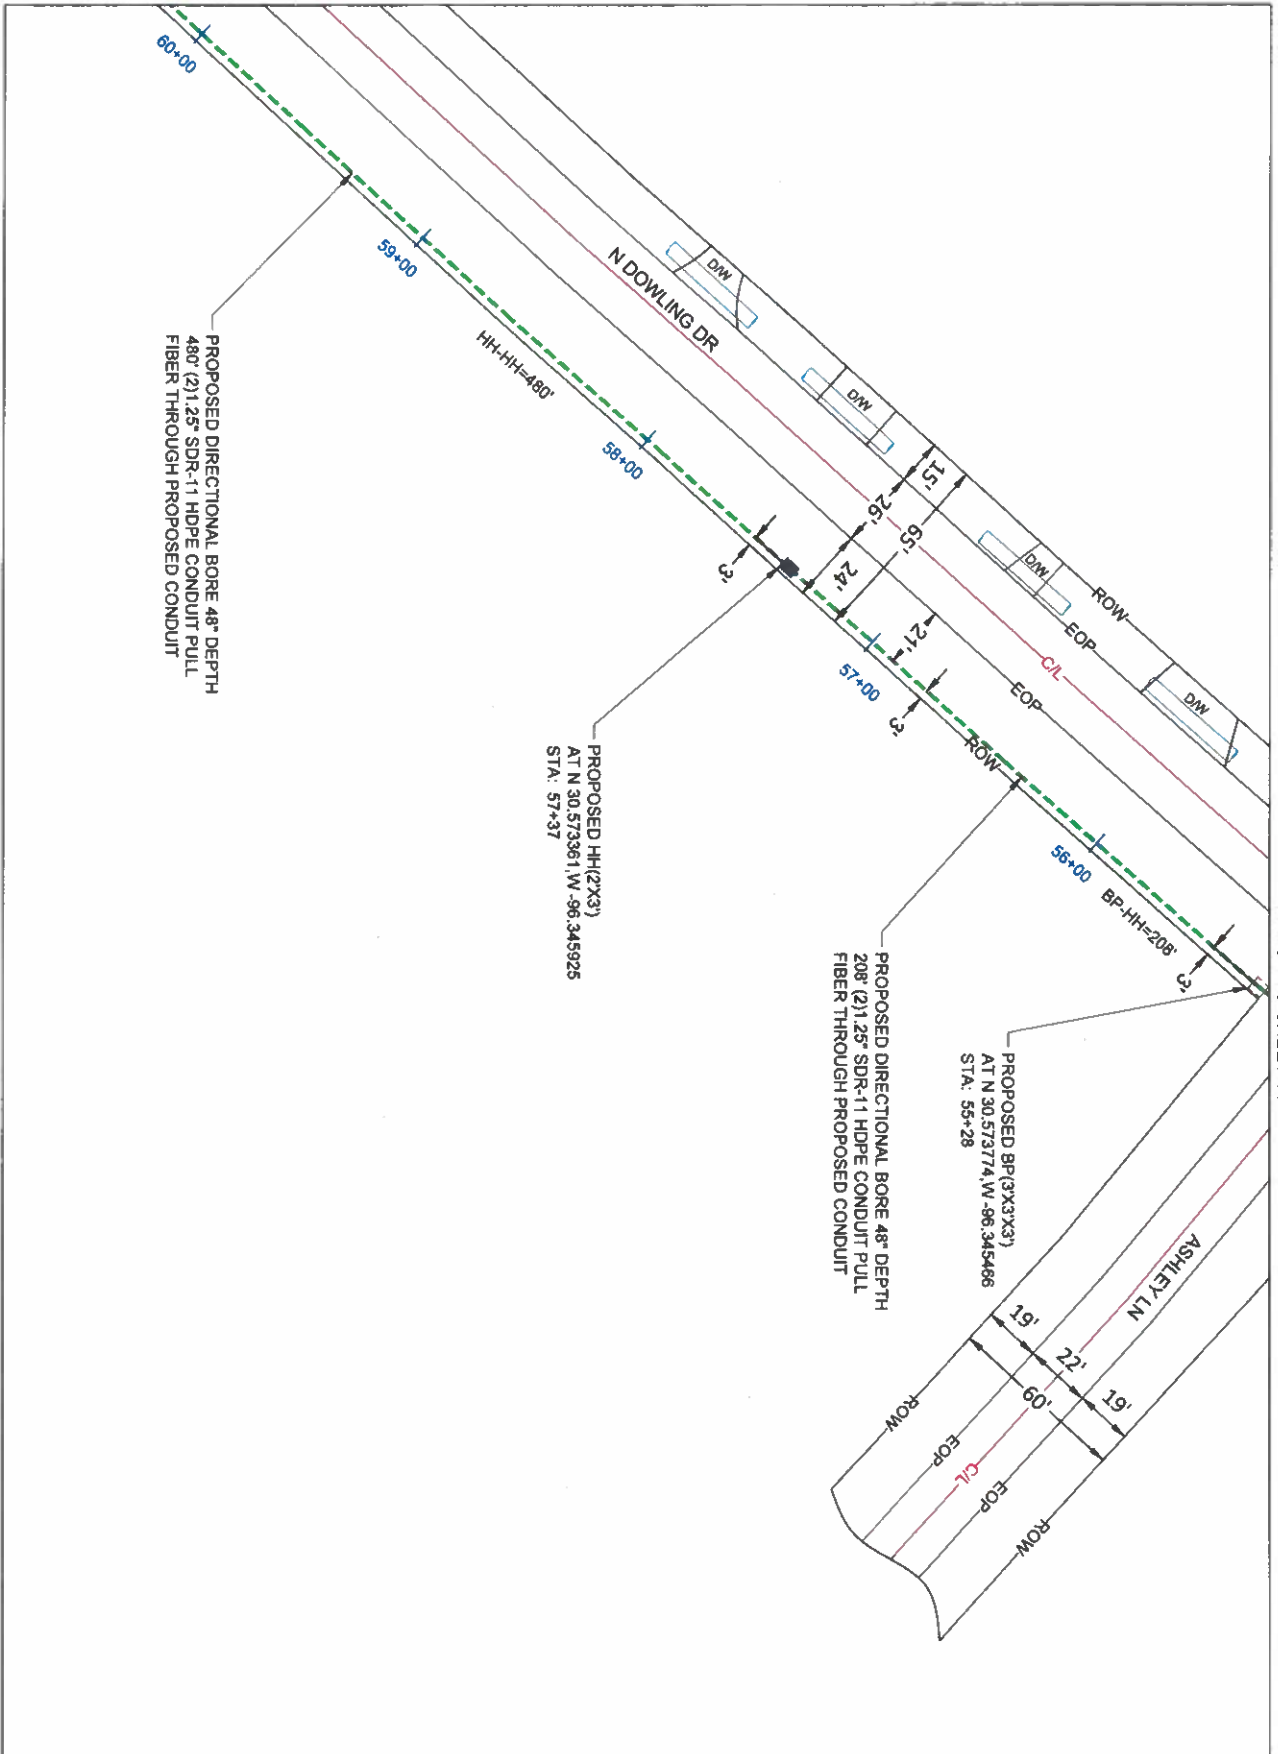 60+00
59+00
58+00
57+00
56+00
HH-HH=480'
BP-HH=208'
N DOWLING DR
D/W
D/W
D/W
D/W
15'
26'
65'
24'
21'
3'
3'
3'
ROW
EOP
C/L
EOP
ROW
PROPOSED DIRECTIONAL BORE 48" DEPTH
480' (2)1.25" SDR-11 HDPE CONDUIT PULL
FIBER THROUGH PROPOSED CONDUIT
PROPOSED HH(2'X3')
AT N 30.573361,W -96.345925
STA: 57+37
PROPOSED DIRECTIONAL BORE 48" DEPTH
208' (2)1.25" SDR-11 HDPE CONDUIT PULL
FIBER THROUGH PROPOSED CONDUIT
PROPOSED BP(3'X3'X3')
AT N 30.573774,W -96.345466
STA: 55+28
ASHLEY LN
19'
22'
19'
60'
ROW
EOP
C/L
EOP
ROW